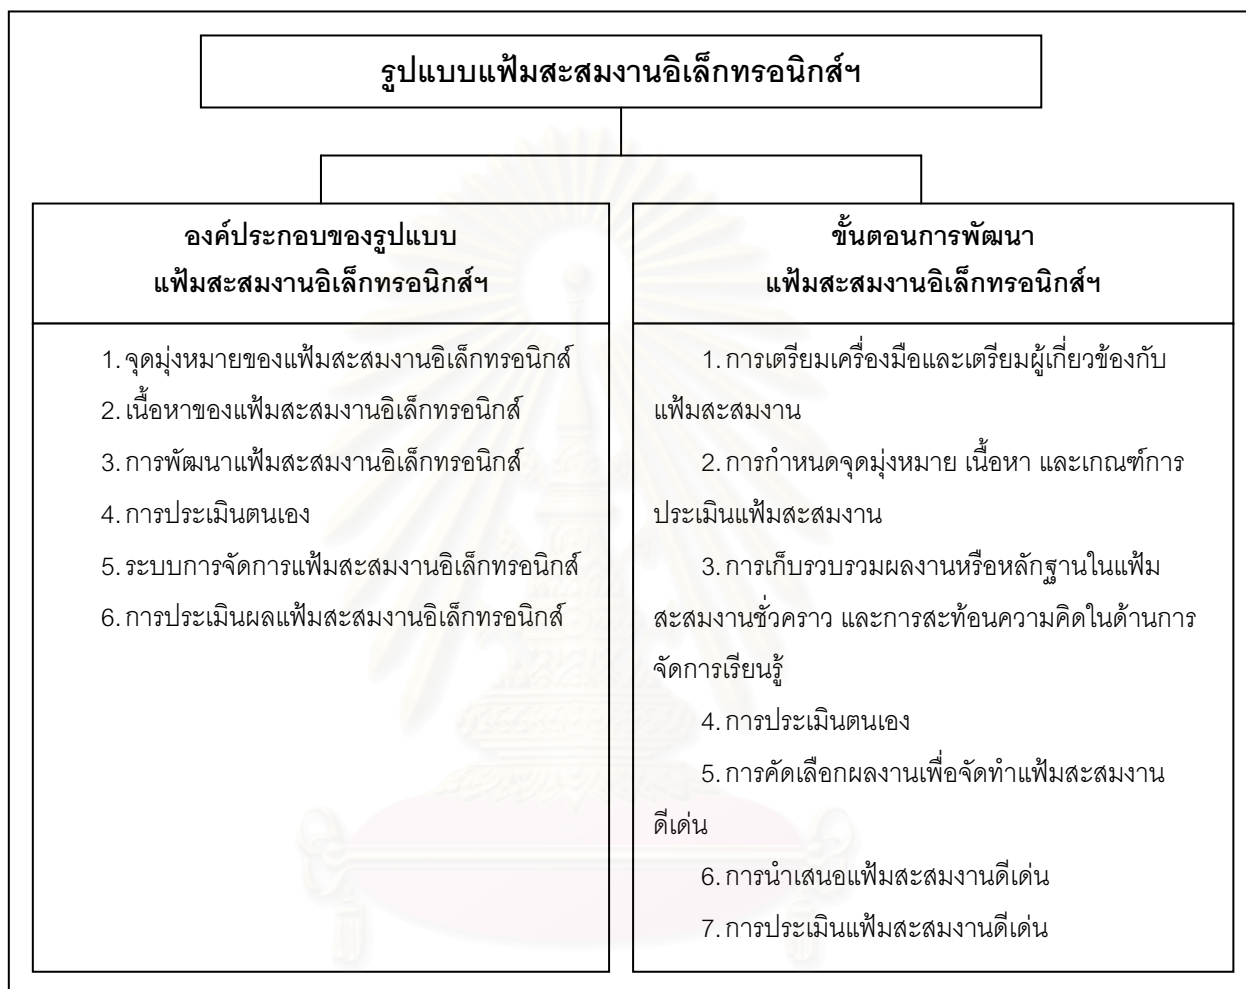 รูปแบบแฟ้มสะสมงานอิเล็กทรอนิกส์ฯ
องค์ประกอบของรูปแบบ
แฟ้มสะสมงานอิเล็กทรอนิกส์ฯ
1. จุดมุ่งหมายของแฟ้มสะสมงานอิเล็กทรอนิกส์
2. เนื้อหาของแฟ้มสะสมงานอิเล็กทรอนิกส์
3. การพัฒนาแฟ้มสะสมงานอิเล็กทรอนิกส์
4. การประเมินตนเอง
5. ระบบการจัดการแฟ้มสะสมงานอิเล็กทรอนิกส์
6. การประเมินผลแฟ้มสะสมงานอิเล็กทรอนิกส์
ขั้นตอนการพัฒนา
แฟ้มสะสมงานอิเล็กทรอนิกส์ฯ
1. การเตรียมเครื่องมือและเตรียมผู้เกี่ยวข้องกับ
แฟ้มสะสมงาน
2. การกำหนดจุดมุ่งหมาย เนื้อหา และเกณฑ์การ
ประเมินแฟ้มสะสมงาน
3. การเก็บรวบรวมผลงานหรือหลักฐานในแฟ้ม
สะสมงานชั่วคราว และการสะท้อนความคิดในด้านการ
จัดการเรียนรู้
4. การประเมินตนเอง
5. การคัดเลือกผลงานเพื่อจัดทำแฟ้มสะสมงาน
ดีเด่น
6. การนำเสนอแฟ้มสะสมงานดีเด่น
7. การประเมินแฟ้มสะสมงานดีเด่น